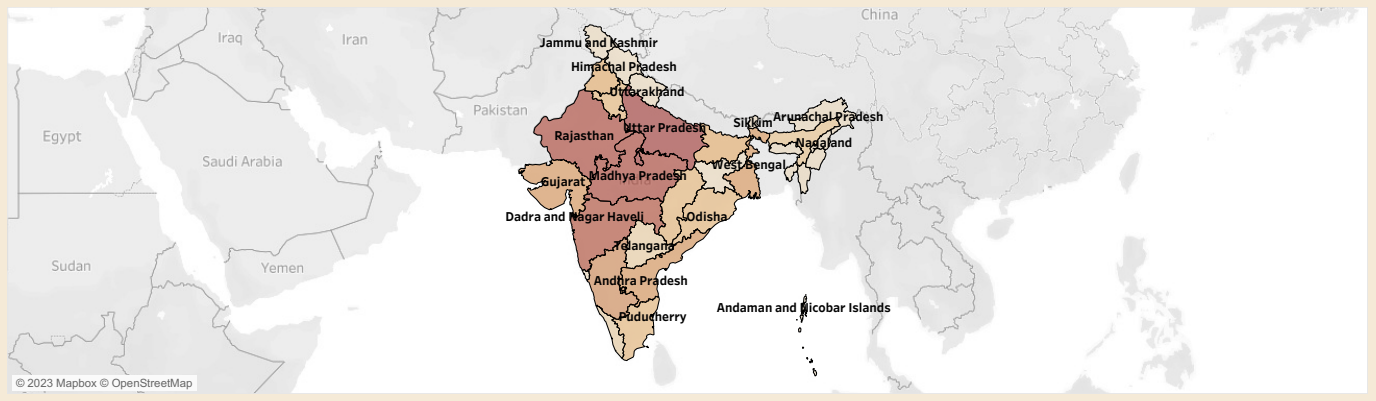 China
Iraq
Iran
Jammu and Kashmir
Himachal Pradesh
Uttarakhand
Pakistan
Sikkim
Arunachal Pradesh
Uttar Pradesh
Rajasthan
Egypt
Nagaland
Saudi Arabia
West Bengal
Madhya Pradesh
India
Gujarat
Dadra and Nagar Haveli
Odisha
Telangana
Sudan
Yemen
Andhra Pradesh
Andaman and Nicobar Islands
Puducherry
© 2023 Mapbox © OpenStreetMap